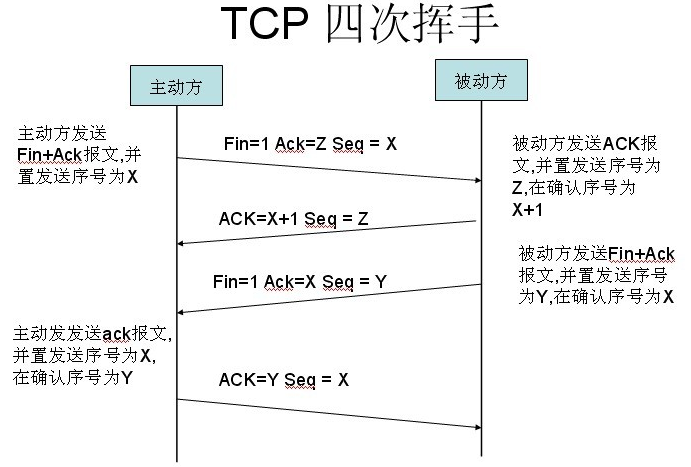 TCP 四次挥手
主动方
被动方
主动方发送
Fin+Ack报文,并
置发送序号为X
Fin=1 Ack=Z Seq = X
被动方发送ACK报
文,并置发送序号为
Z,在确认序号为
X+1
ACK=X+1 Seq = Z
被动方发送Fin+Ack
报文,并置发送序号
为Y,在确认序号为X
Fin=1 Ack=X Seq = Y
主动发发送ack报文,
并置发送序号为X,
在确认序号为Y
ACK=Y Seq = X